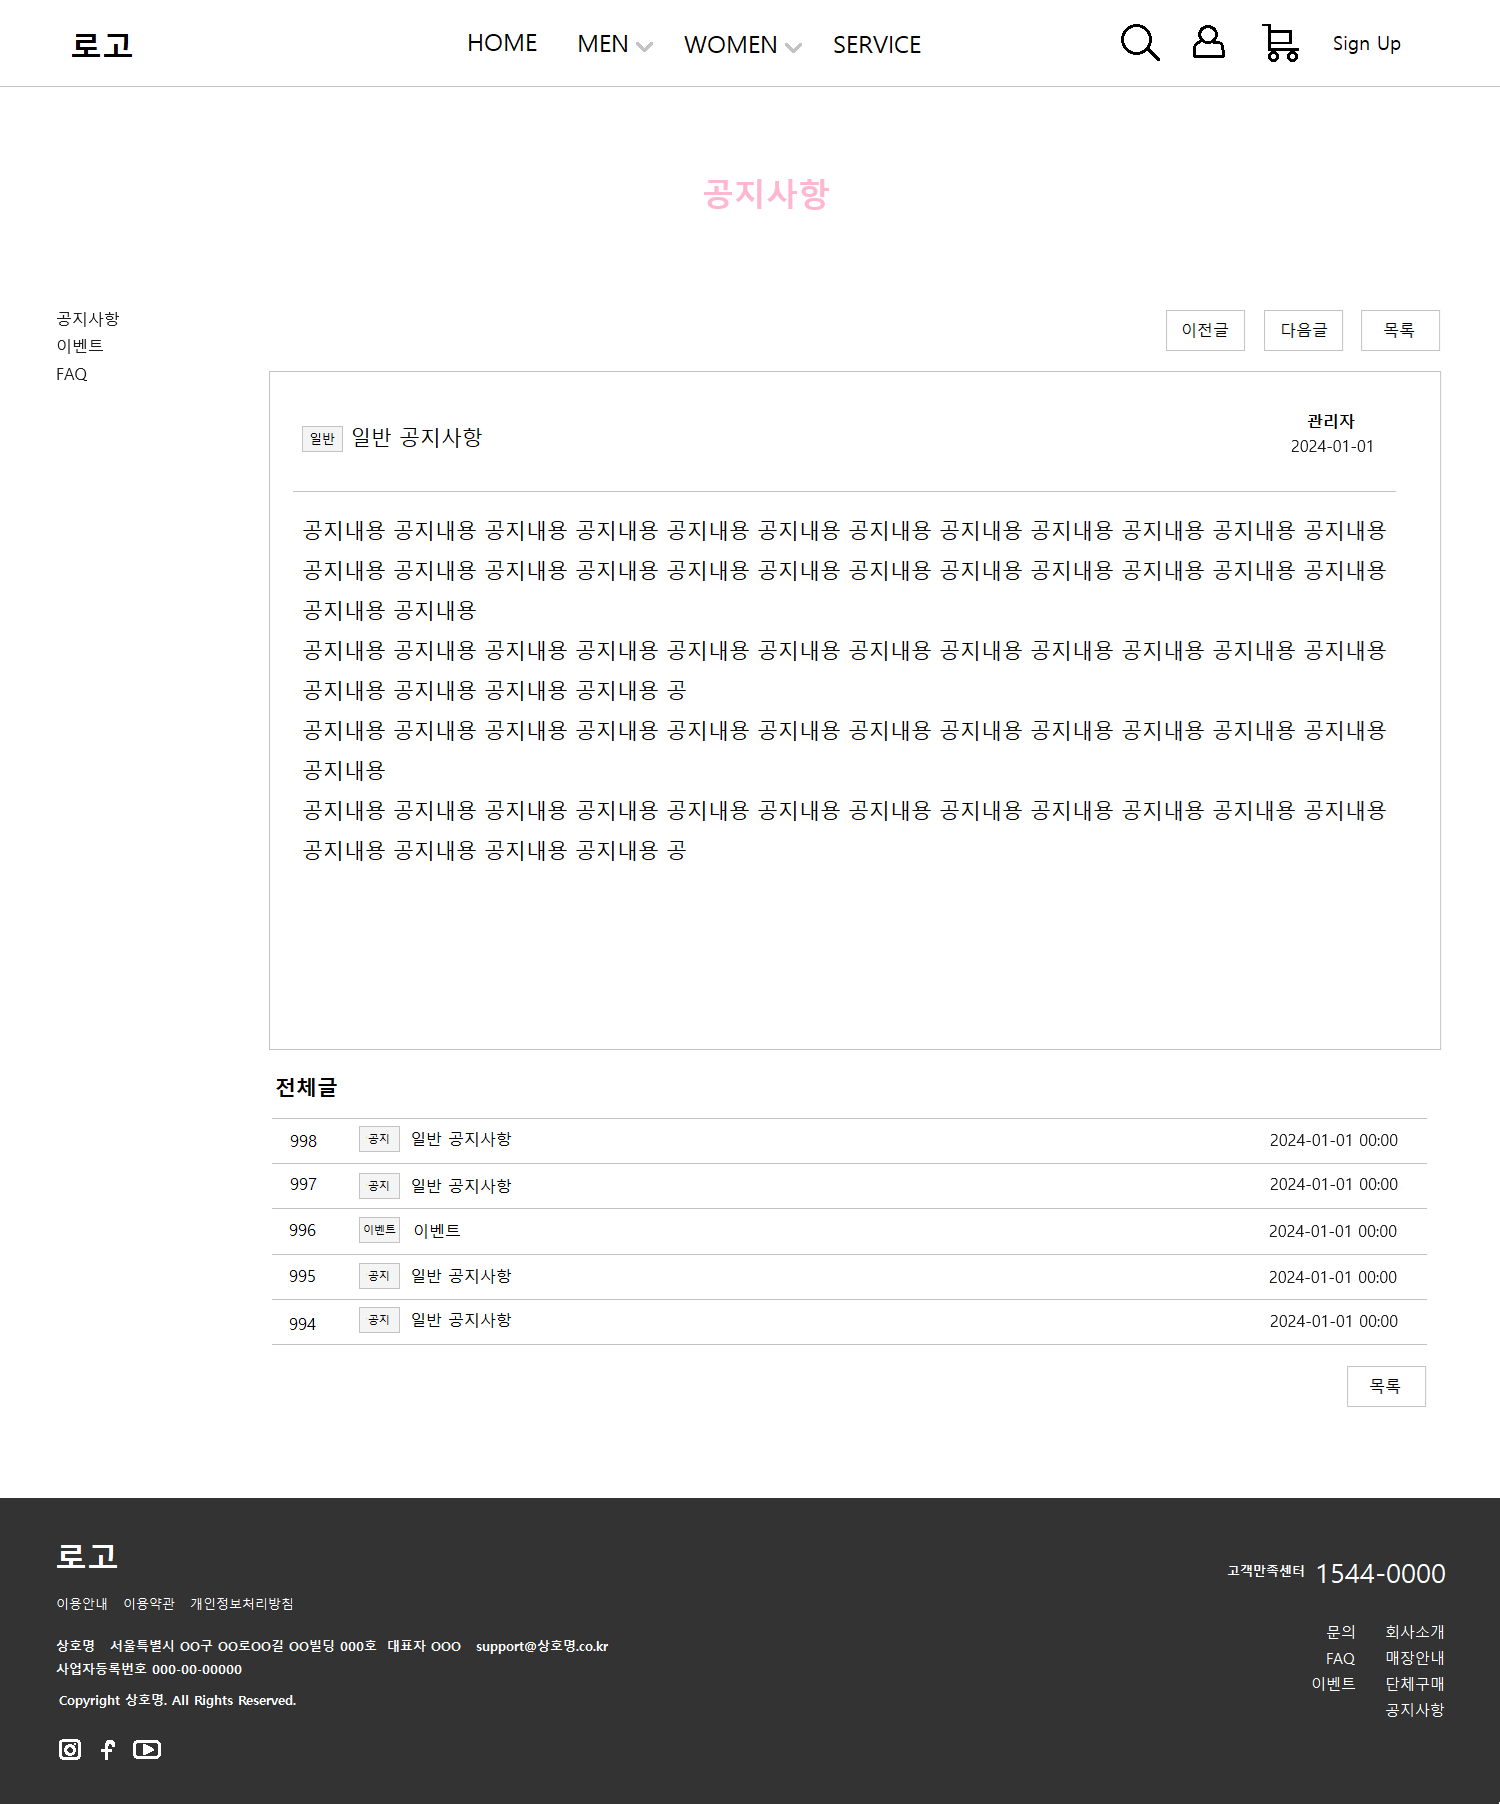 로고
HOME MEN WOMEN SERVICE
Sign Up
공지사항
공지사항
이벤트
FAQ
이전글 다음글 목록
일반 일반 공지사항
관리자
2024-01-01
공지내용 공지내용 공지내용 공지내용 공지내용 공지내용 공지내용 공지내용 공지내용 공지내용 공지내용 공지내용
공지내용 공지내용 공지내용 공지내용 공지내용 공지내용 공지내용 공지내용 공지내용 공지내용 공지내용 공지내용
공지내용 공지내용
공지내용 공지내용 공지내용 공지내용 공지내용 공지내용 공지내용 공지내용 공지내용 공지내용 공지내용 공지내용
공지내용 공지내용 공지내용 공지내용 공
공지내용 공지내용 공지내용 공지내용 공지내용 공지내용 공지내용 공지내용 공지내용 공지내용 공지내용 공지내용
공지내용
공지내용 공지내용 공지내용 공지내용 공지내용 공지내용 공지내용 공지내용 공지내용 공지내용 공지내용 공지내용
공지내용 공지내용 공지내용 공지내용 공
전체글
998 공지 일반 공지사항 2024-01-01 00:00
997 공지 일반 공지사항 2024-01-01 00:00
996 이벤트 이벤트 2024-01-01 00:00
995 공지 일반 공지사항 2024-01-01 00:00
994 공지 일반 공지사항 2024-01-01 00:00
목록
로고
이용안내 이용약관 개인정보처리방침
상호명 서울특별시 OO구 OO로OO길 OO빌딩 000호 대표자 OOO support@상호명.co.kr
사업자등록번호 000-00-00000
Copyright 상호명. All Rights Reserved.
고객만족센터 1544-0000
문의 회사소개
FAQ 매장안내
이벤트 단체구매
공지사항